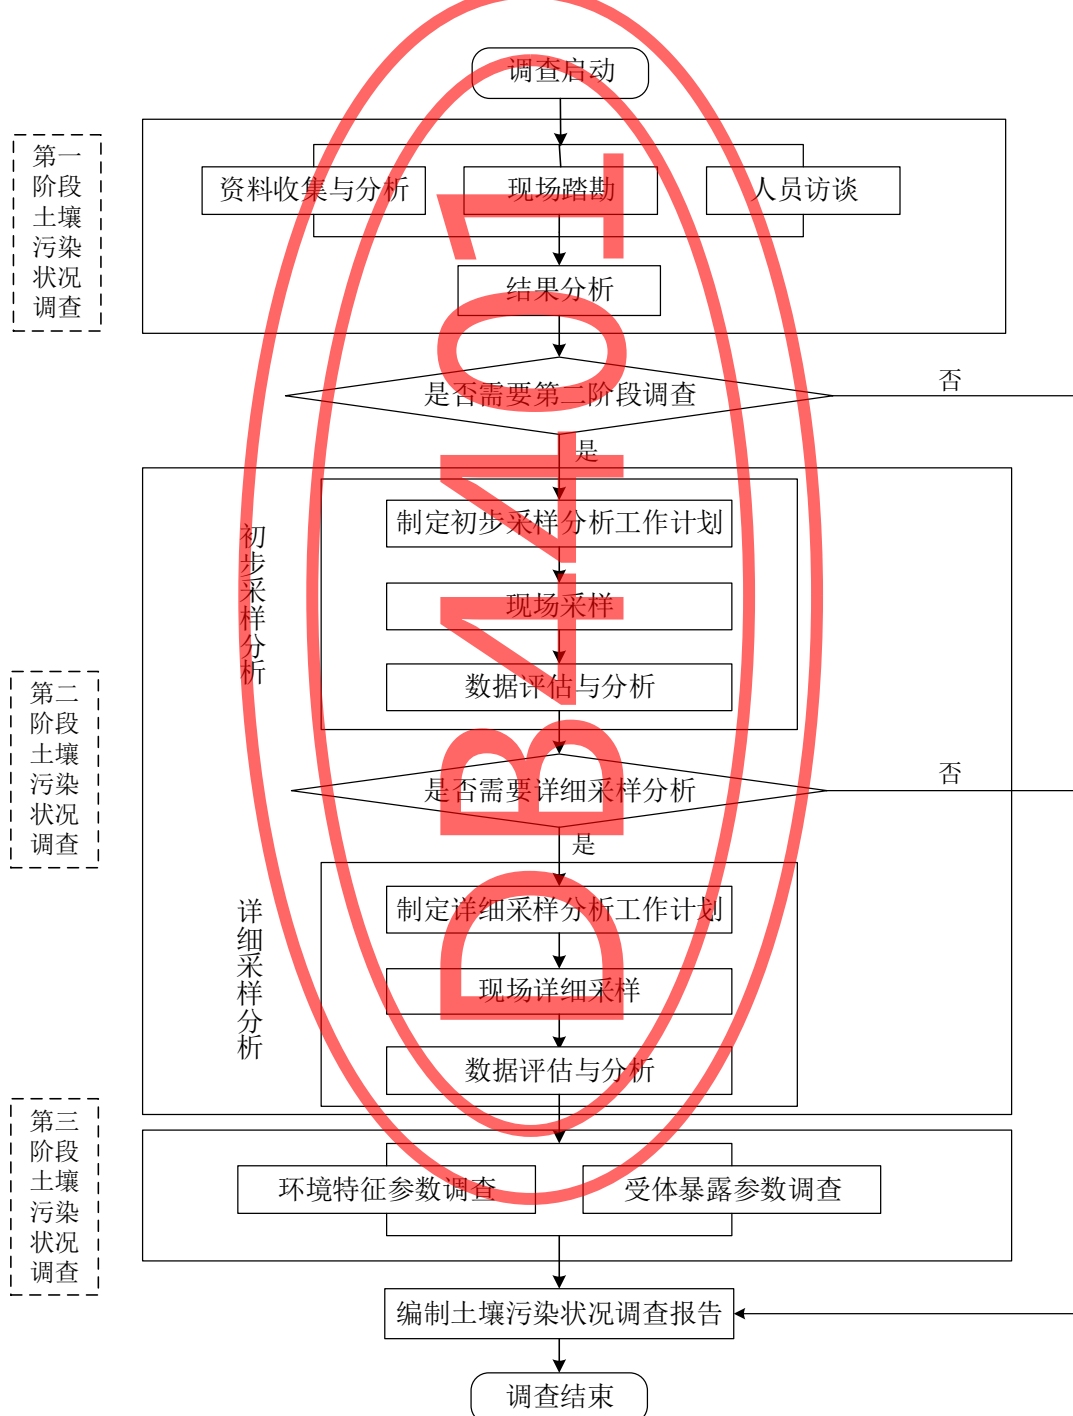 调查启动
第一
阶段
土壤
污染
状况
调查
资料收集与分析
现场踏勘
人员访谈
结果分析
是否需要第二阶段调查
否
是
初步采样分析
制定初步采样分析工作计划
现场采样
数据评估与分析
第二
阶段
土壤
污染
状况
调查
是否需要详细采样分析
否
是
详细采样分析
制定详细采样分析工作计划
现场详细采样
数据评估与分析
第三
阶段
土壤
污染
状况
调查
环境特征参数调查
受体暴露参数调查
编制土壤污染状况调查报告
调查结束
DB4401